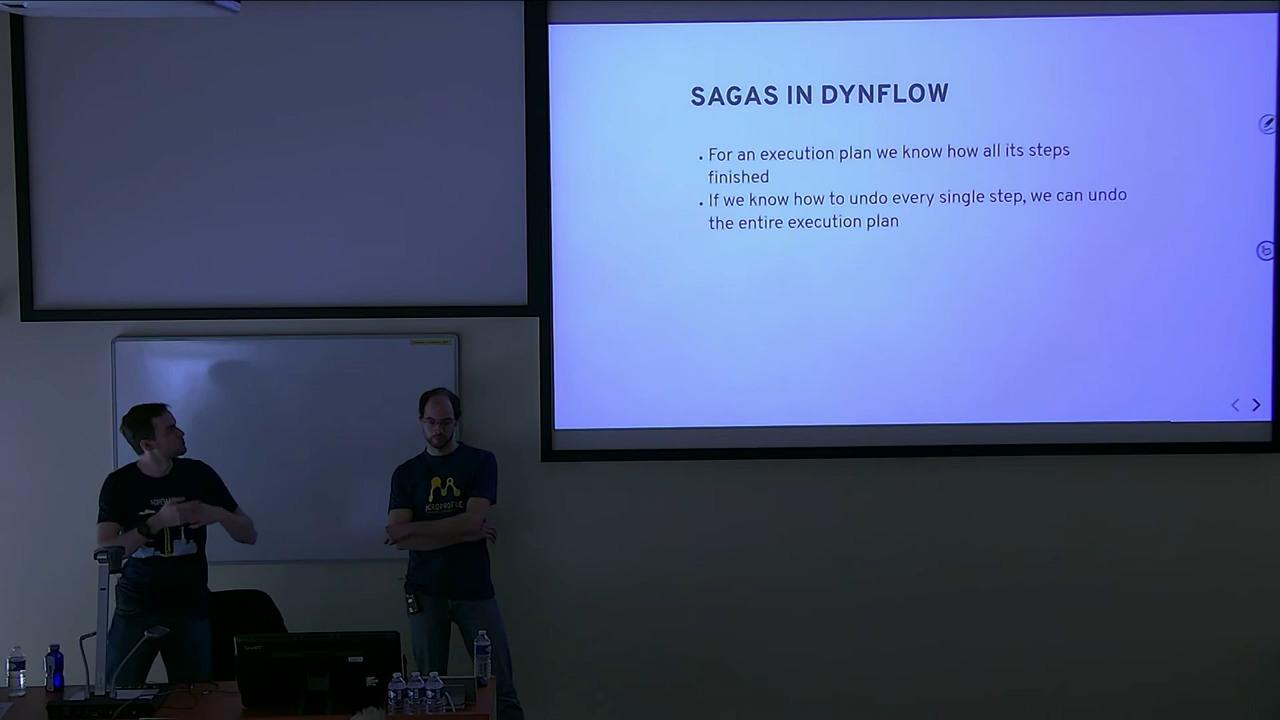 SAGAS IN DYNFLOW
• For an execution plan we know how all its steps
finished
• If we know how to undo every single step, we can undo
the entire execution plan